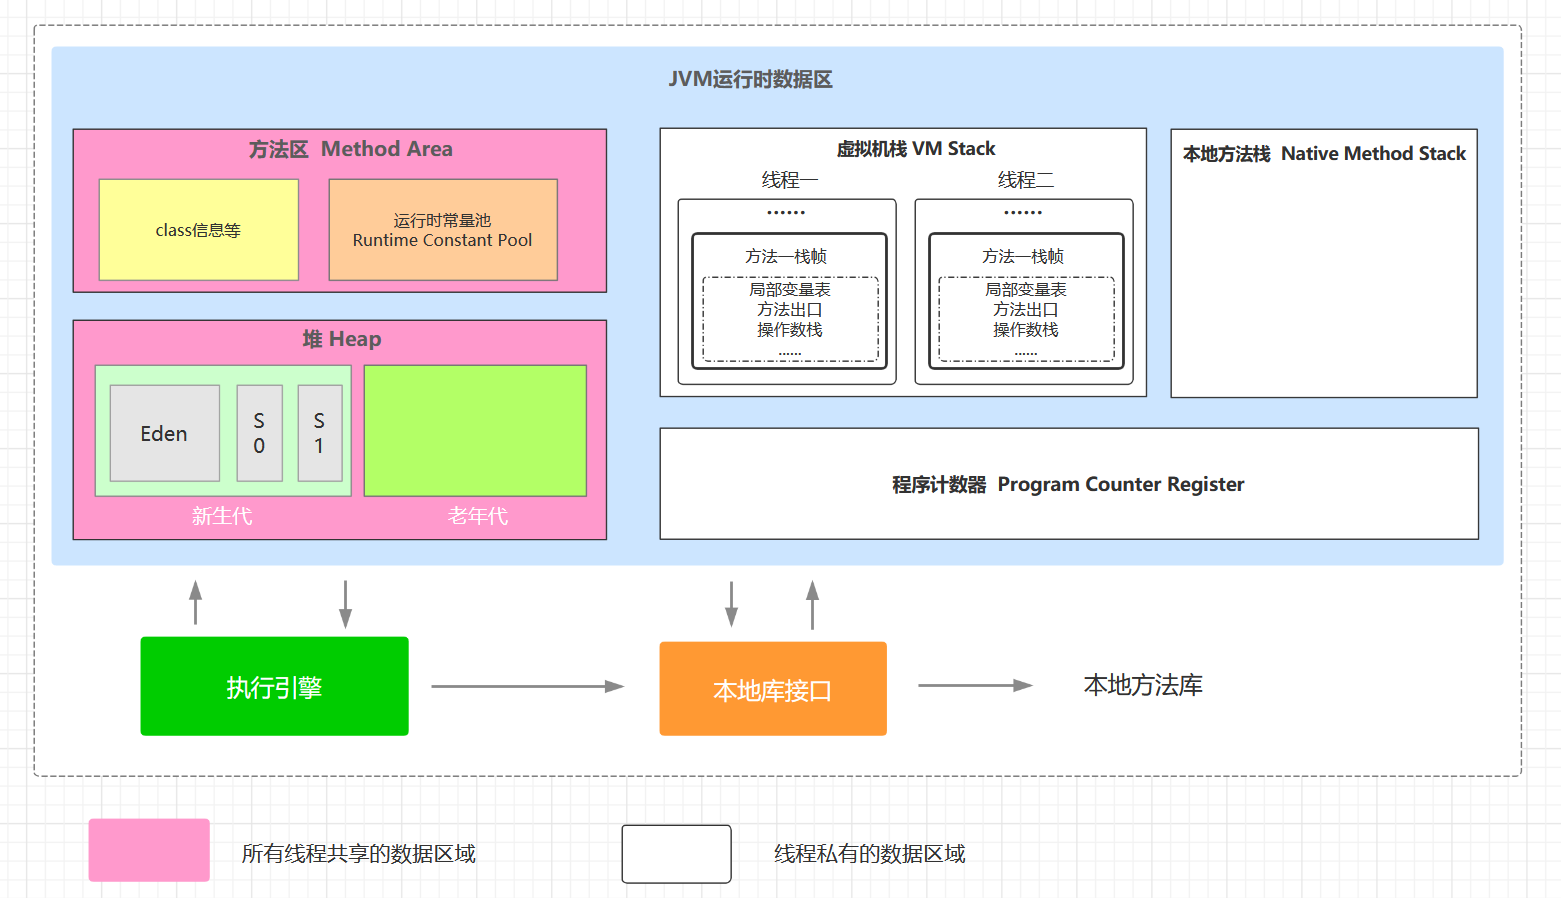 JVM运行时数据区
方法区  Method Area
class信息等
运行时常量池
Runtime Constant Pool
堆 Heap
Eden
S
0
S
1
新生代
老年代
虚拟机栈 VM Stack
线程一
......
方法一栈帧
局部变量表
方法出口
操作数栈
......
线程二
......
方法一栈帧
局部变量表
方法出口
操作数栈
......
本地方法栈  Native Method Stack
程序计数器  Program Counter Register
执行引擎
本地库接口
本地方法库
所有线程共享的数据区域
线程私有的数据区域